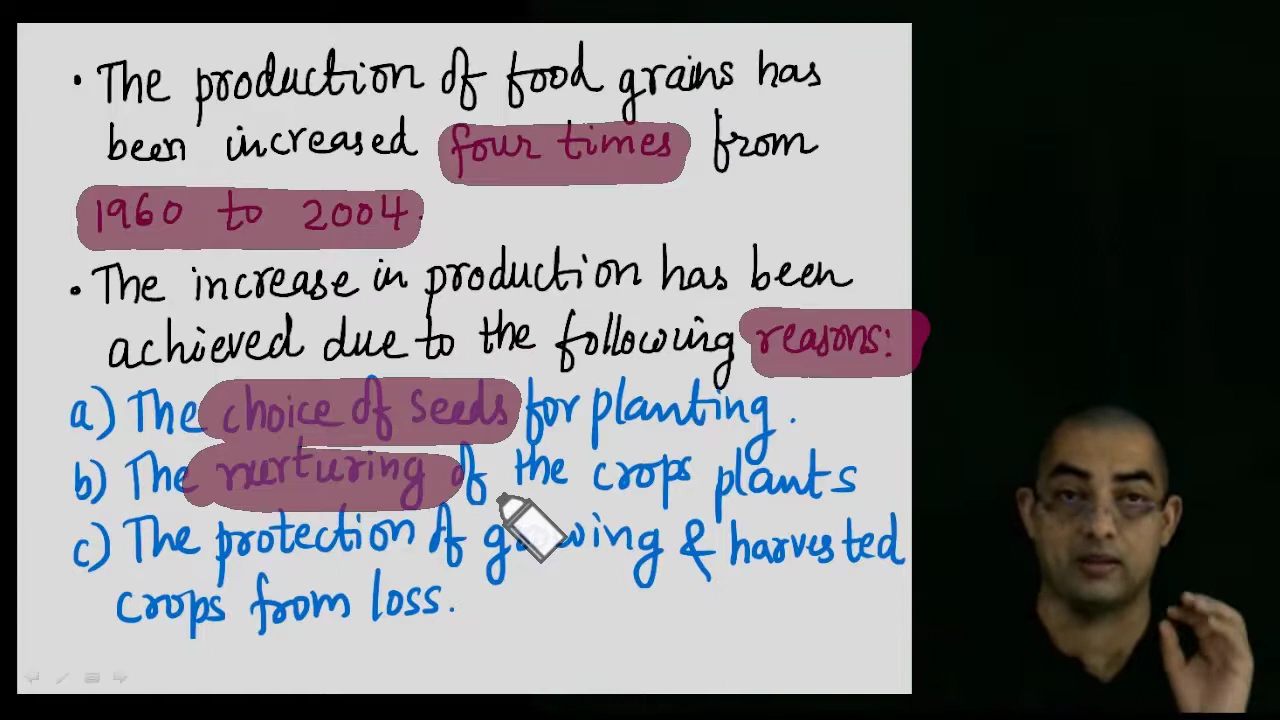 • The production of food grains has
been increased four times from
1960 to 2004.
• The increase in production has been
achieved due to the following reasons:
a) The choice of seeds for planting.
b) The nurturing of the crops plants
c) The protection of growing & harvested
crops from loss.